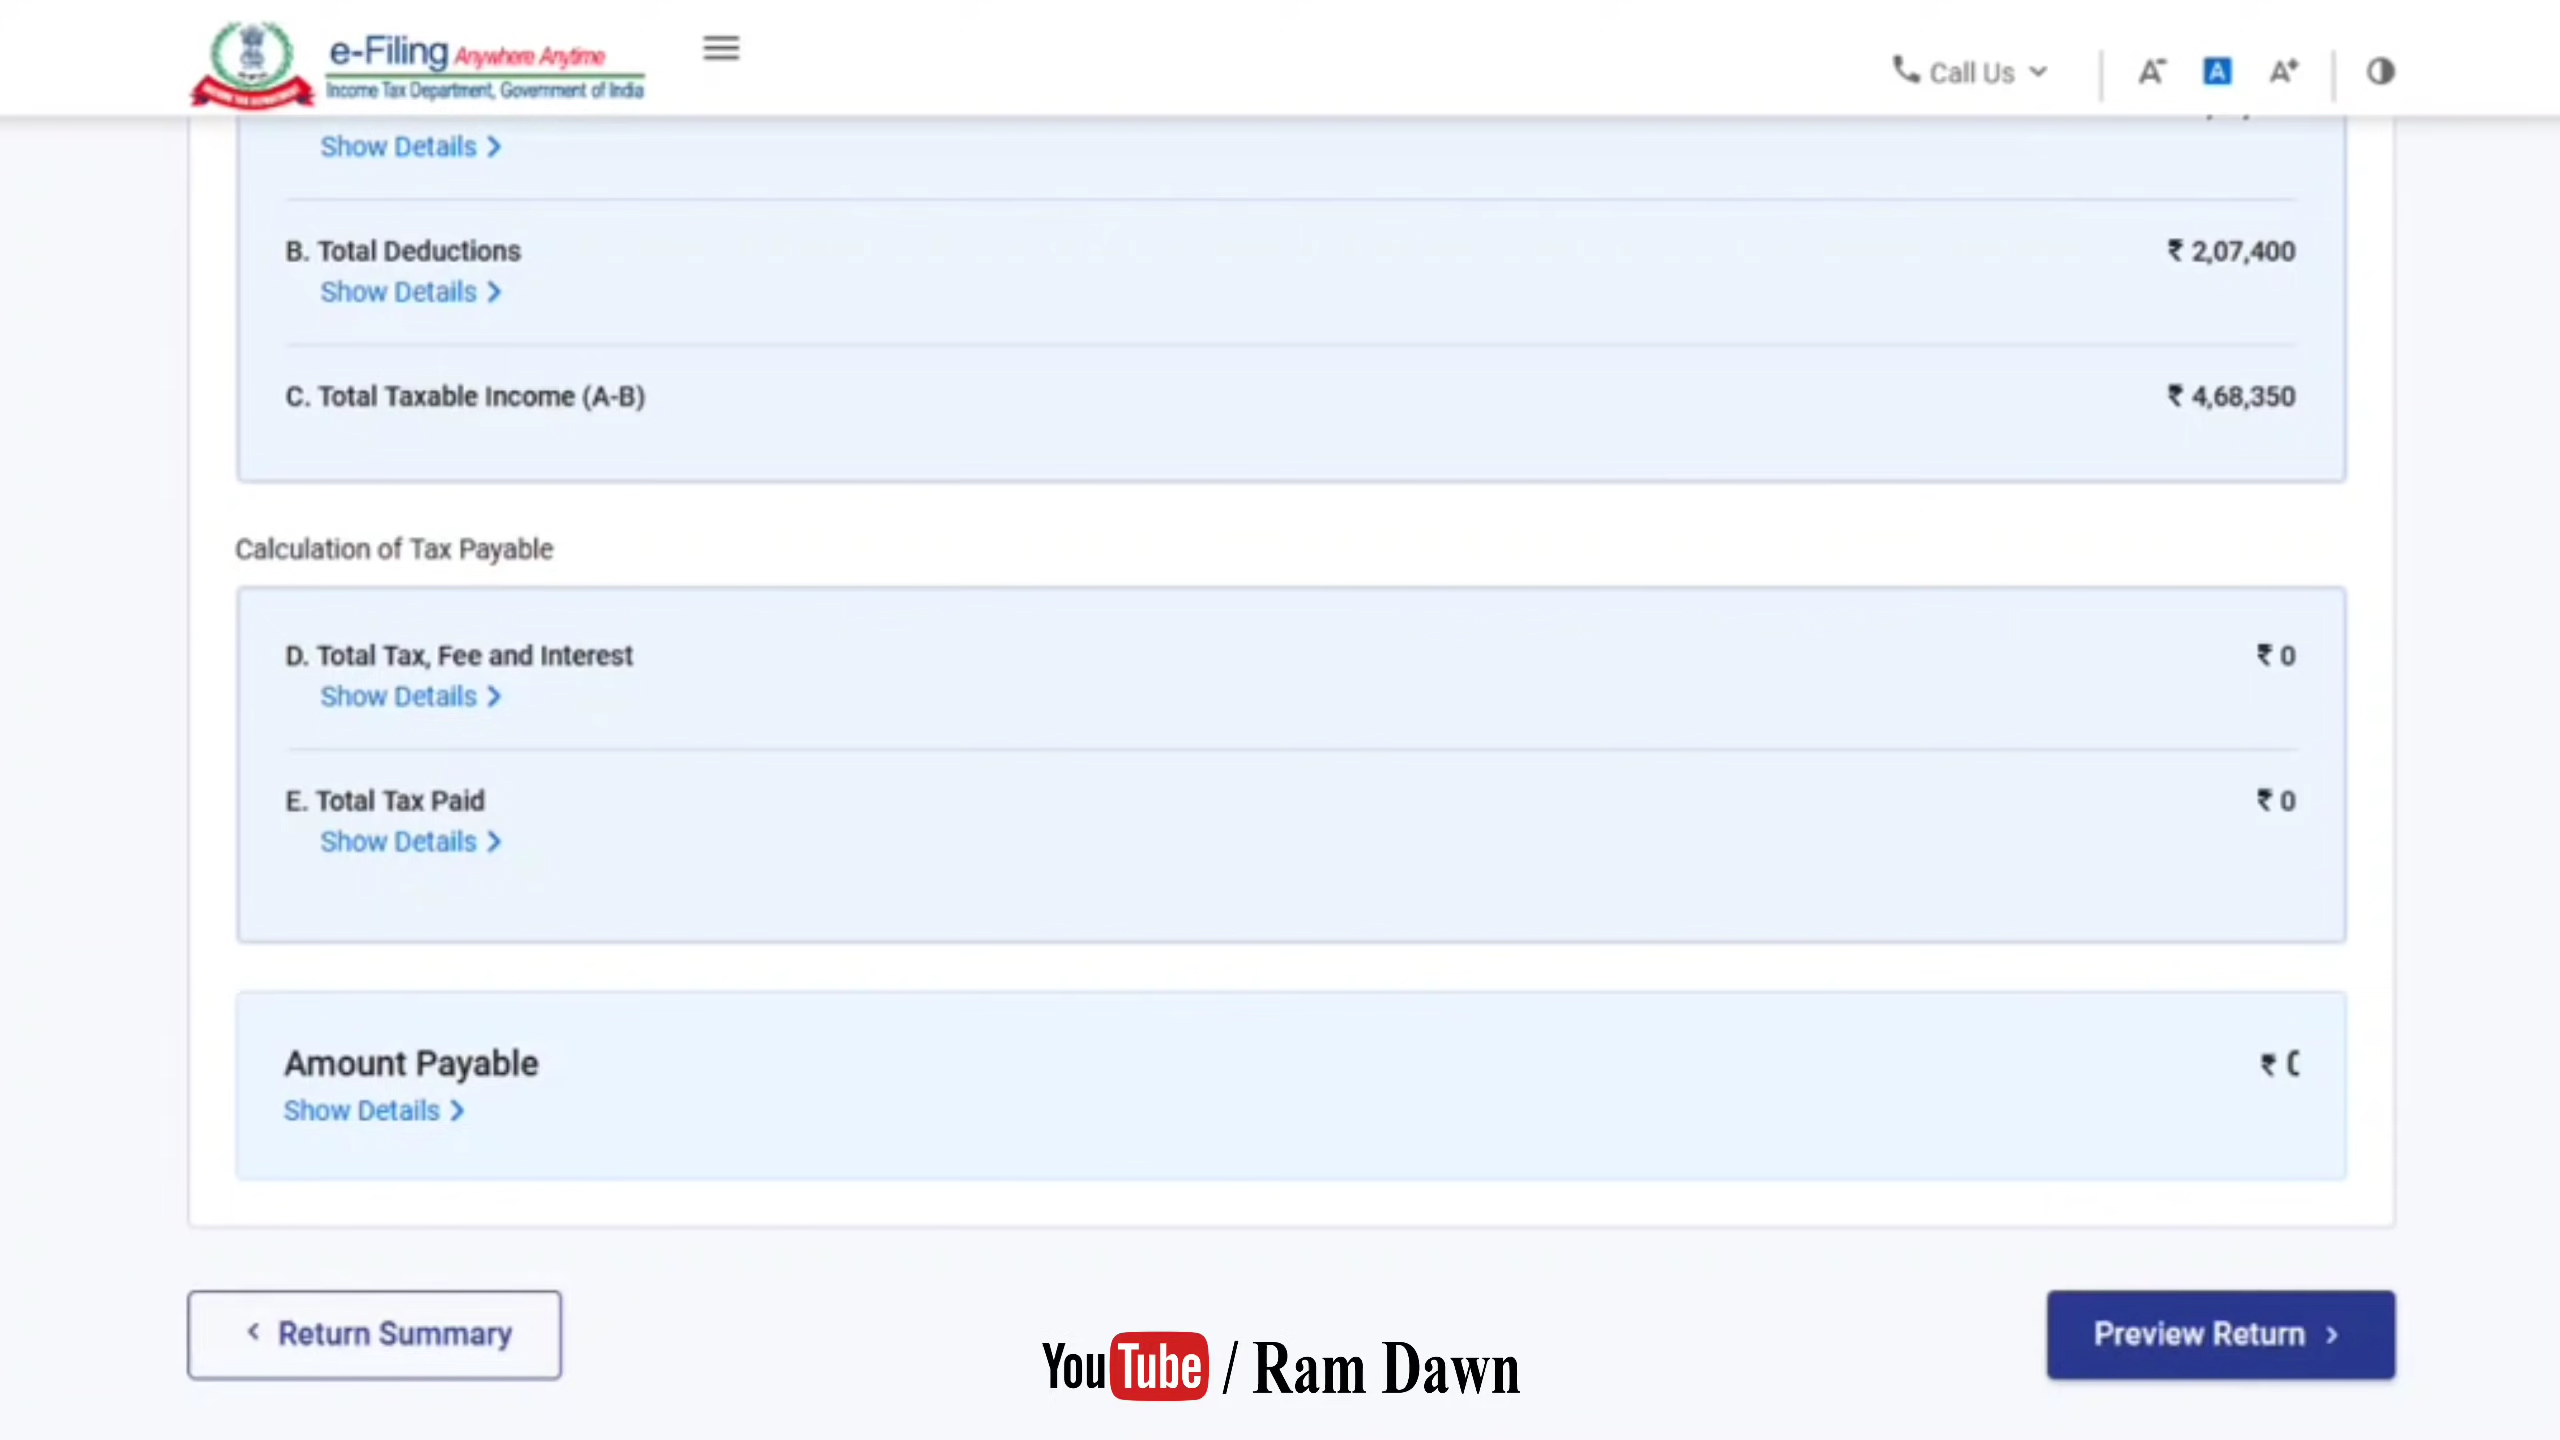 e-Filing Anywhere Anytime
Income Tax Department, Government of India
Call Us
A- A A+
Show Details >
B. Total Deductions ₹ 2,07,400
Show Details >
C. Total Taxable Income (A-B) ₹ 4,68,350
Calculation of Tax Payable
D. Total Tax, Fee and Interest ₹ 0
Show Details >
E. Total Tax Paid ₹ 0
Show Details >
Amount Payable ₹
Show Details >
< Return Summary
YouTube / Ram Dawn
Preview Return >